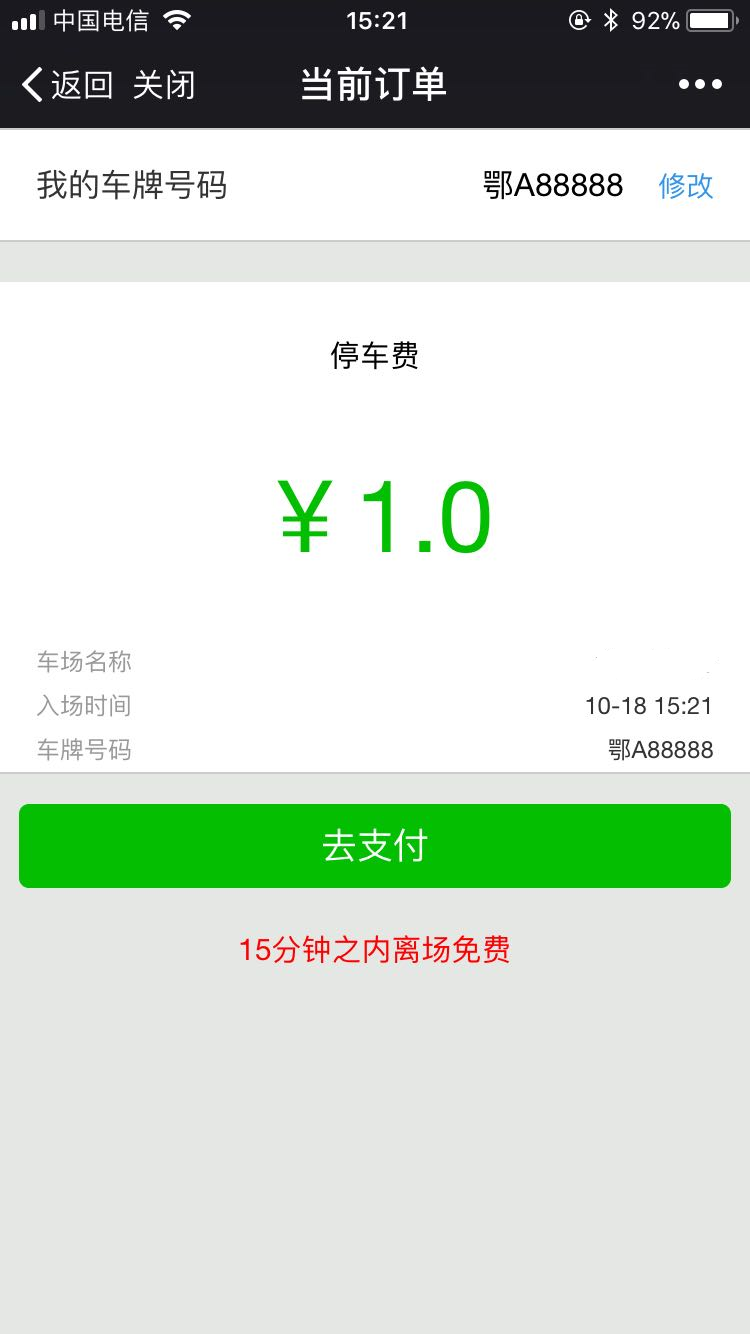 中国电信 15:21 92%
返回 关闭 当前订单
我的车牌号码 鄂A88888 修改
停车费
¥ 1.0
车场名称
入场时间 10-18 15:21
车牌号码 鄂A88888
去支付
15分钟之内离场免费